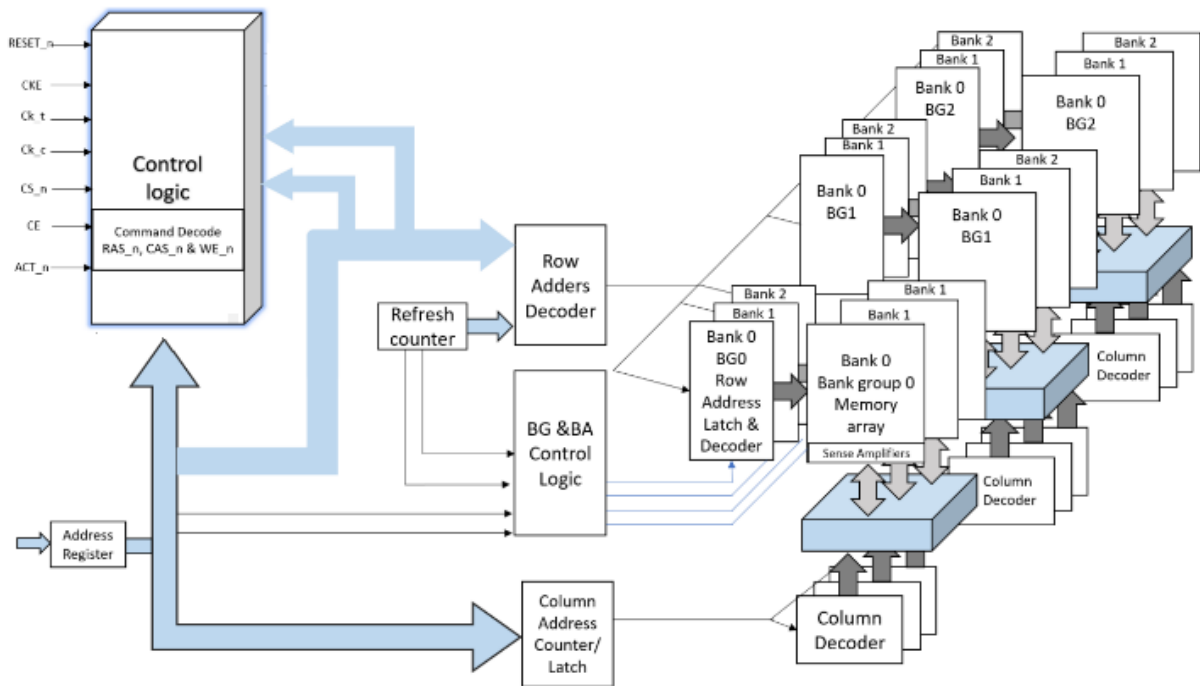 RESET_n
CKE
Ck_t
Ck_c
CS_n
CE
ACT_n
Control
logic
Command Decode
RAS_n, CAS_n & WE_n
Address
Register
Refresh
counter
Row
Adders
Decoder
BG &BA
Control
Logic
Column
Address
Counter/
Latch
Bank 2
Bank 1
Bank 0
BG2
Bank 2
Bank 1
Bank 0
BG2
Bank 2
Bank 1
Bank 0
BG1
Bank 2
Bank 1
Bank 0
BG1
Bank 2
Bank 1
Bank 0
BG0
Row
Address
Latch &
Decoder
Bank 1
Bank 1
Bank 0
Bank group 0
Memory
array
Sense Amplifiers
Column
Decoder
Column
Decoder
Column
Decoder